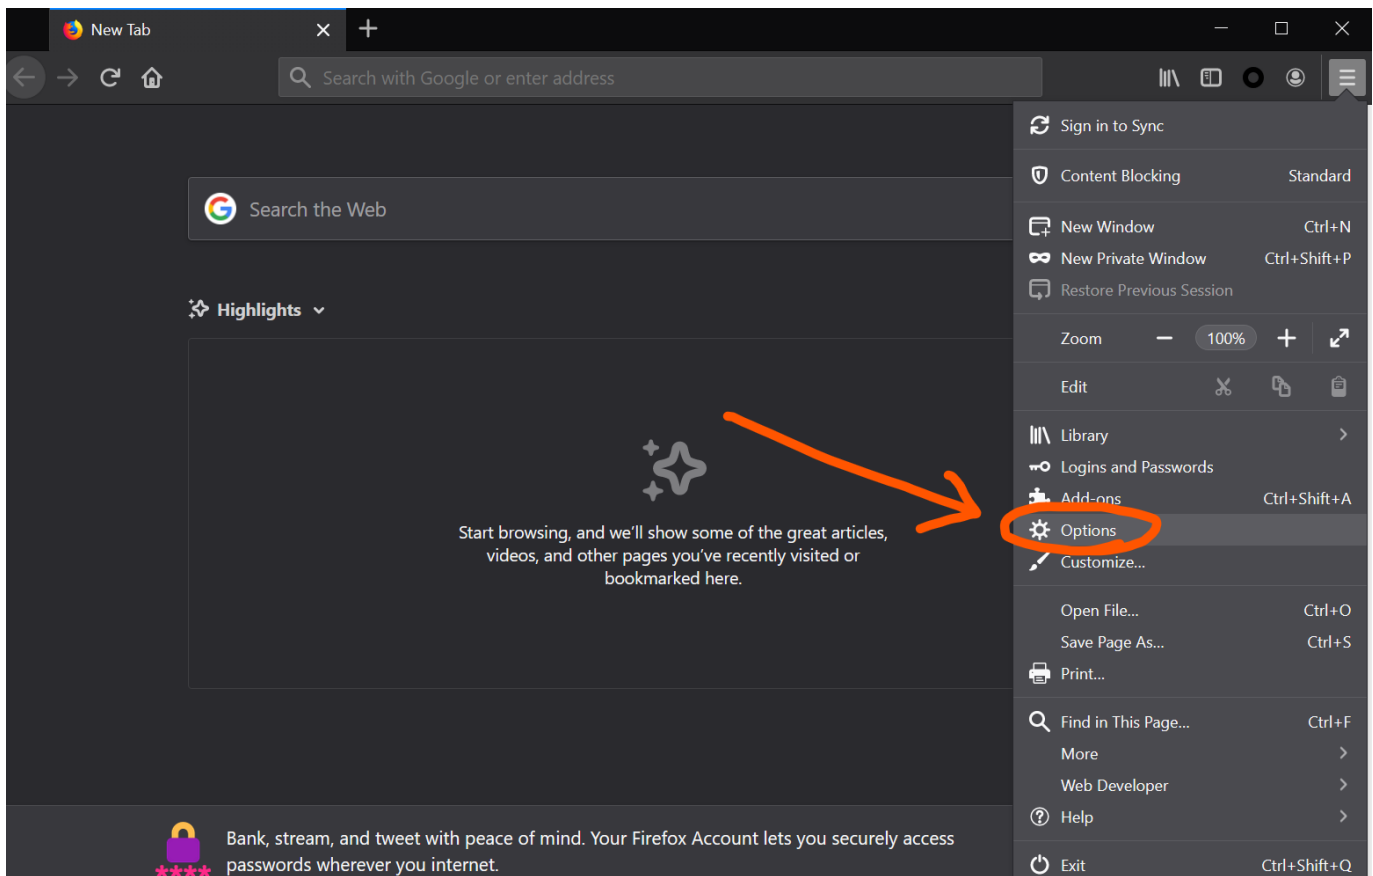 New Tab
Search with Google or enter address
Sign in to Sync
Content Blocking Standard
Search the Web
New Window Ctrl+N
New Private Window Ctrl+Shift+P
Restore Previous Session
Highlights
Zoom 100%
Edit
Library
Logins and Passwords
Add-ons Ctrl+Shift+A
Options
Customize...
Start browsing, and we'll show some of the great articles,
videos, and other pages you've recently visited or
bookmarked here.
Open File... Ctrl+O
Save Page As... Ctrl+S
Print...
Find in This Page... Ctrl+F
More
Web Developer
Help
Exit Ctrl+Shift+Q
Bank, stream, and tweet with peace of mind. Your Firefox Account lets you securely access
passwords wherever you internet.